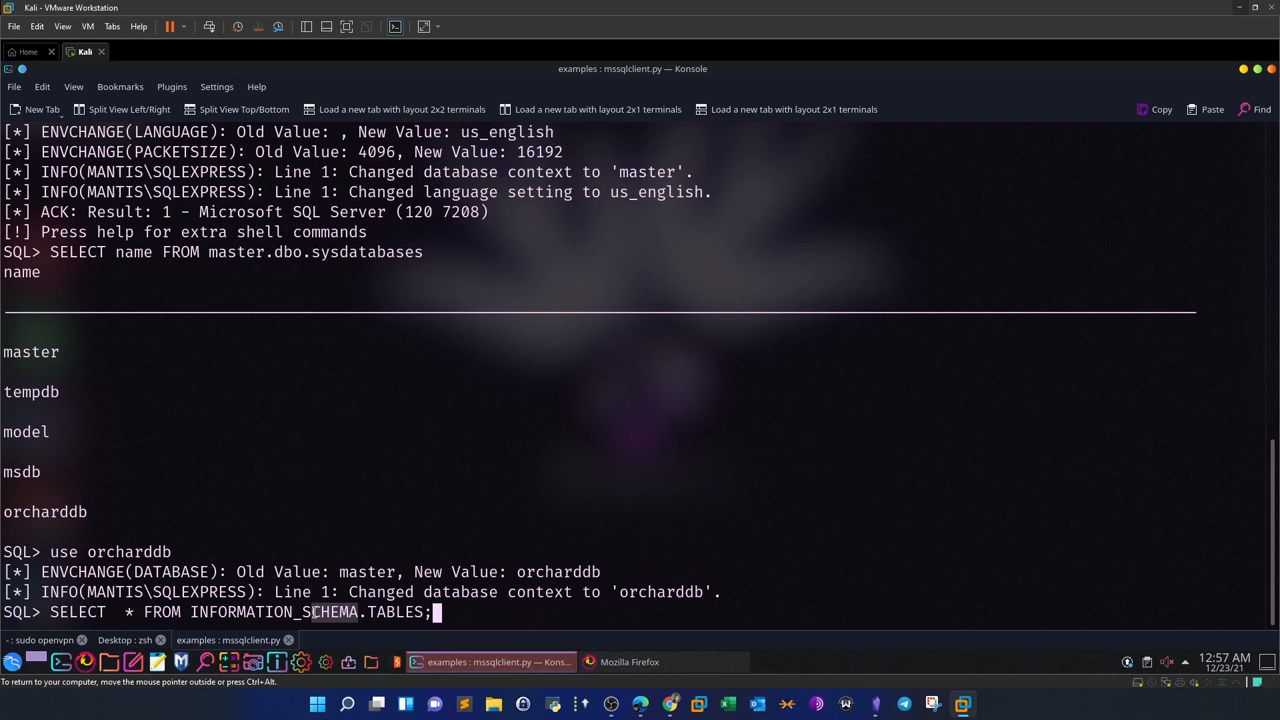 Kali - VMware Workstation
File Edit View VM Tabs Help
Home Kali
examples : mssqlclient.py — Konsole
File Edit View Bookmarks Plugins Settings Help
New Tab Split View Left/Right Split View Top/Bottom Load a new tab with layout 2x2 terminals Load a new tab with layout 2x1 terminals Load a new tab with layout 2x1 terminals Copy Paste Find
[*] ENVCHANGE(LANGUAGE): Old Value: , New Value: us_english
[*] ENVCHANGE(PACKETSIZE): Old Value: 4096, New Value: 16192
[*] INFO(MANTIS\SQLEXPRESS): Line 1: Changed database context to 'master'.
[*] INFO(MANTIS\SQLEXPRESS): Line 1: Changed language setting to us_english.
[*] ACK: Result: 1 - Microsoft SQL Server (120 7208)
[!] Press help for extra shell commands
SQL> SELECT name FROM master.dbo.sysdatabases
name
master
tempdb
model
msdb
orcharddb
SQL> use orcharddb
[*] ENVCHANGE(DATABASE): Old Value: master, New Value: orcharddb
[*] INFO(MANTIS\SQLEXPRESS): Line 1: Changed database context to 'orcharddb'.
SQL> SELECT  * FROM INFORMATION_SCHEMA.TABLES;
- : sudo openvpn Desktop : zsh examples : mssqlclient.py
examples : mssqlclient.py — Kons... Mozilla Firefox 12:57 AM
12/23/21
To return to your computer, move the mouse pointer outside or press Ctrl+Alt.